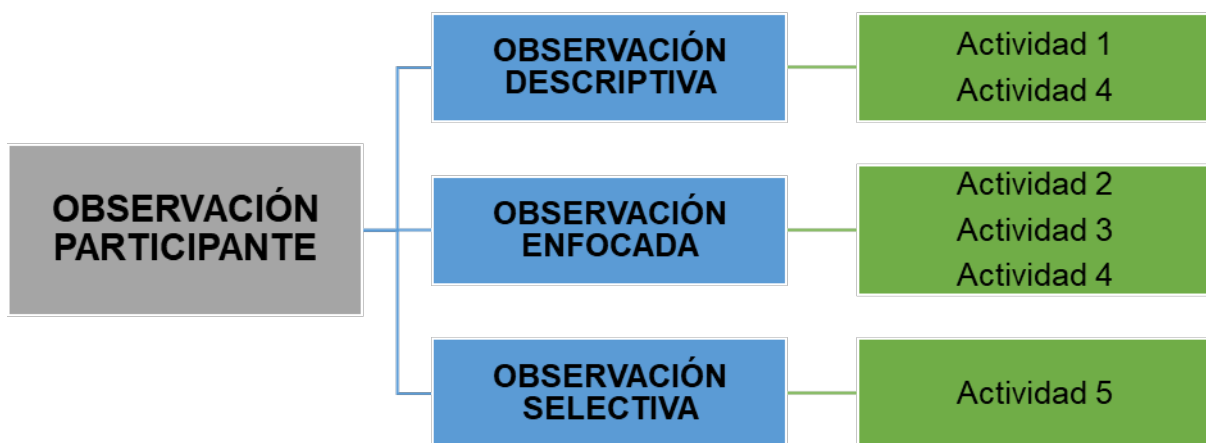 OBSERVACIÓN
PARTICIPANTE
OBSERVACIÓN
DESCRIPTIVA
Actividad 1
Actividad 4
OBSERVACIÓN
ENFOCADA
Actividad 2
Actividad 3
Actividad 4
OBSERVACIÓN
SELECTIVA
Actividad 5